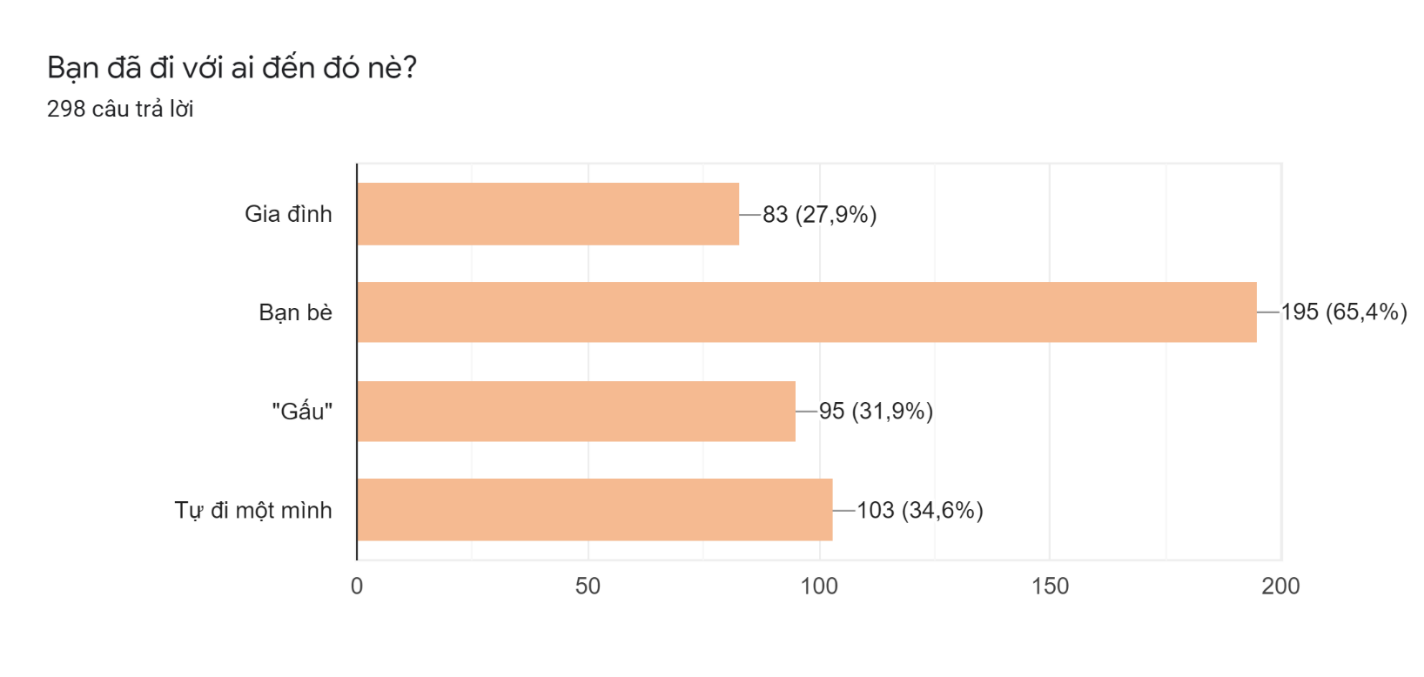 Bạn đã đi với ai đến đó nè?
298 câu trả lời
Gia đình
83 (27,9%)
Bạn bè
195 (65,4%)
"Gấu"
95 (31,9%)
Tự đi một mình
103 (34,6%)
0 50 100 150 200